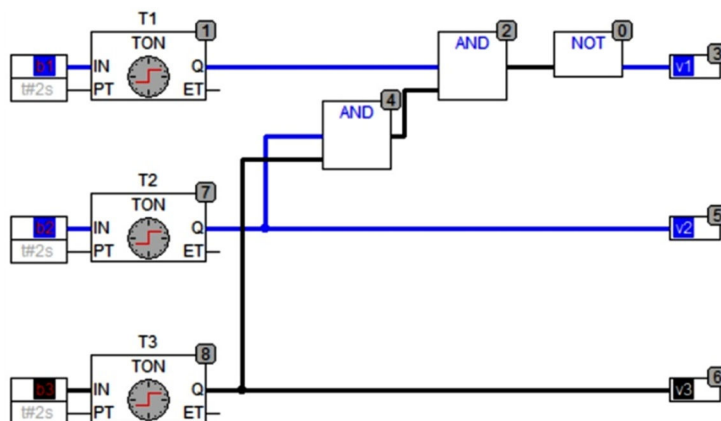 T1
1
TON
b1
IN
Q
t#2s
PT
ET
AND
2
NOT
0
v1
3
AND
4
T2
7
TON
b2
IN
Q
t#2s
PT
ET
v2
5
T3
8
TON
b3
IN
Q
t#2s
PT
ET
v3
6